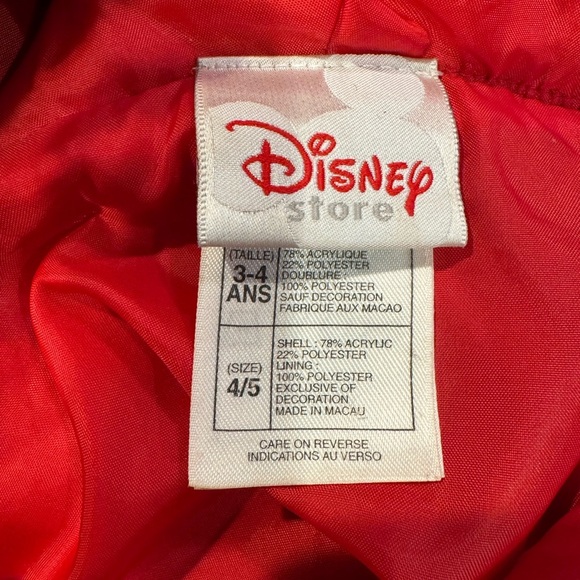 Disney
store
(TAILLE)
3-4
ANS
78% ACRYLIQUE
22% POLYESTER
DOUBLURE :
100% POLYESTER
SAUF DECORATION
FABRIQUE AUX MACAO
(SIZE)
4/5
SHELL : 78% ACRYLIC
22% POLYESTER
LINING :
100% POLYESTER
EXCLUSIVE OF
DECORATION
MADE IN MACAU
CARE ON REVERSE
INDICATIONS AU VERSO